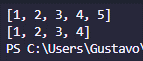 [1, 2, 3, 4, 5]
[1, 2, 3, 4]
PS C:\Users\Gustavo\